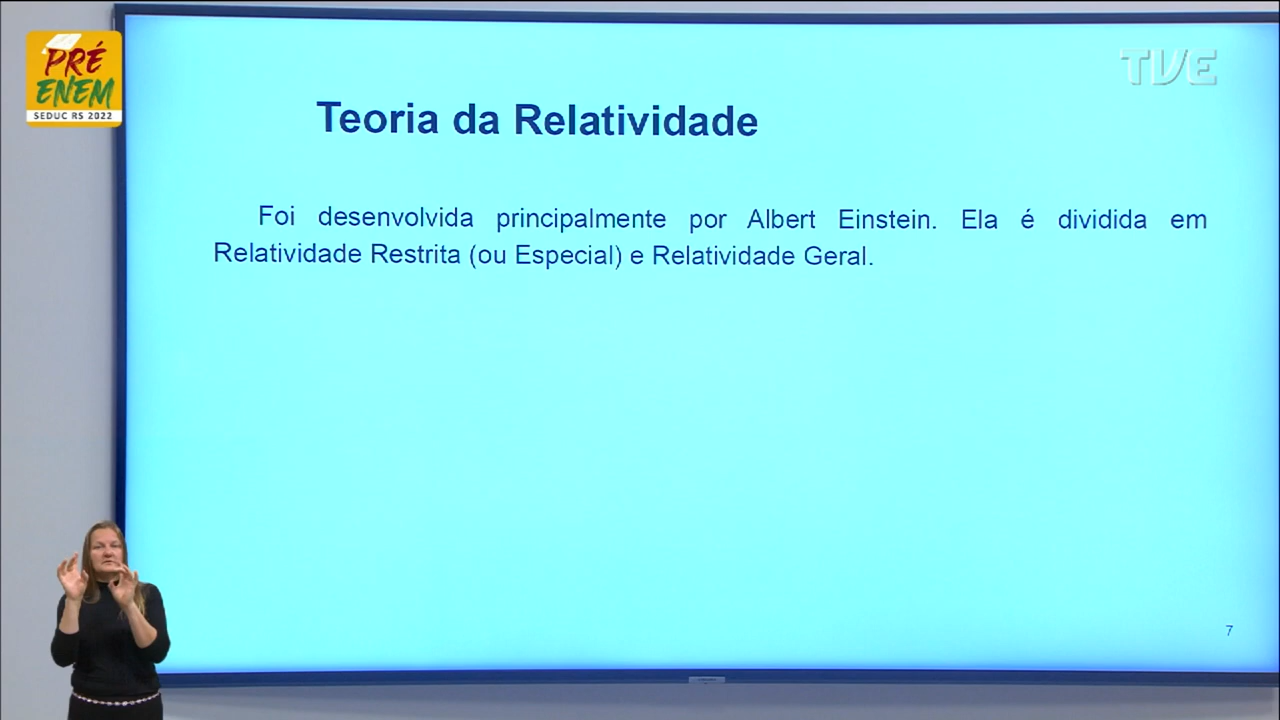 PRÉ
ENEM
SEDUC RS 2022
TVE
Teoria da Relatividade
Foi desenvolvida principalmente por Albert Einstein. Ela é dividida em
Relatividade Restrita (ou Especial) e Relatividade Geral.
7